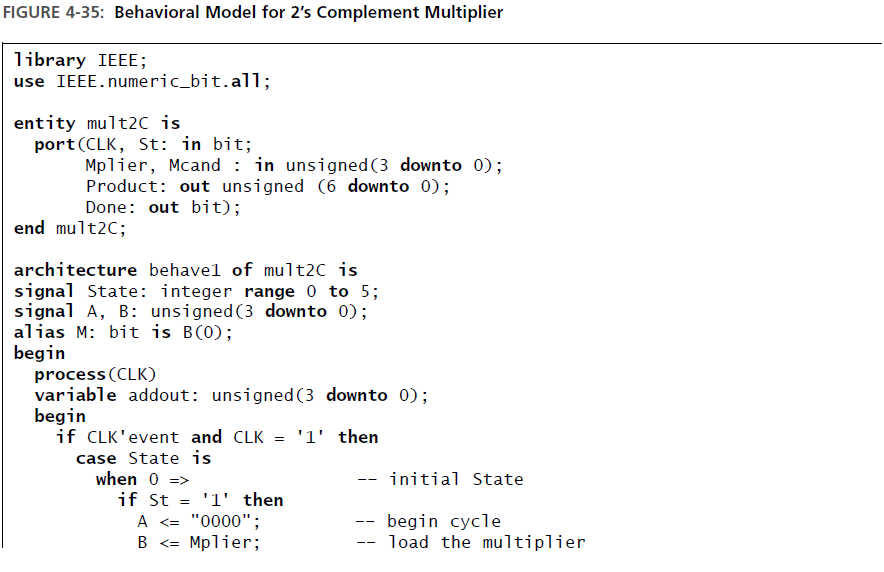 FIGURE 4-35: Behavioral Model for 2's Complement Multiplier
library IEEE;
use IEEE.numeric_bit.all;
entity mult2C is
port(CLK, St: in bit;
Mplier, Mcand : in unsigned(3 downto 0);
Product: out unsigned (6 downto 0);
Done: out bit);
end mult2C;
architecture behave1 of mult2C is
signal State: integer range 0 to 5;
signal A, B: unsigned(3 downto 0);
alias M: bit is B(0);
begin
process(CLK)
variable addout: unsigned(3 downto 0);
begin
if CLK'event and CLK = '1' then
case State is
when 0 => -- initial State
if St = '1' then
A <= "0000"; -- begin cycle
B <= Mplier; -- load the multiplier